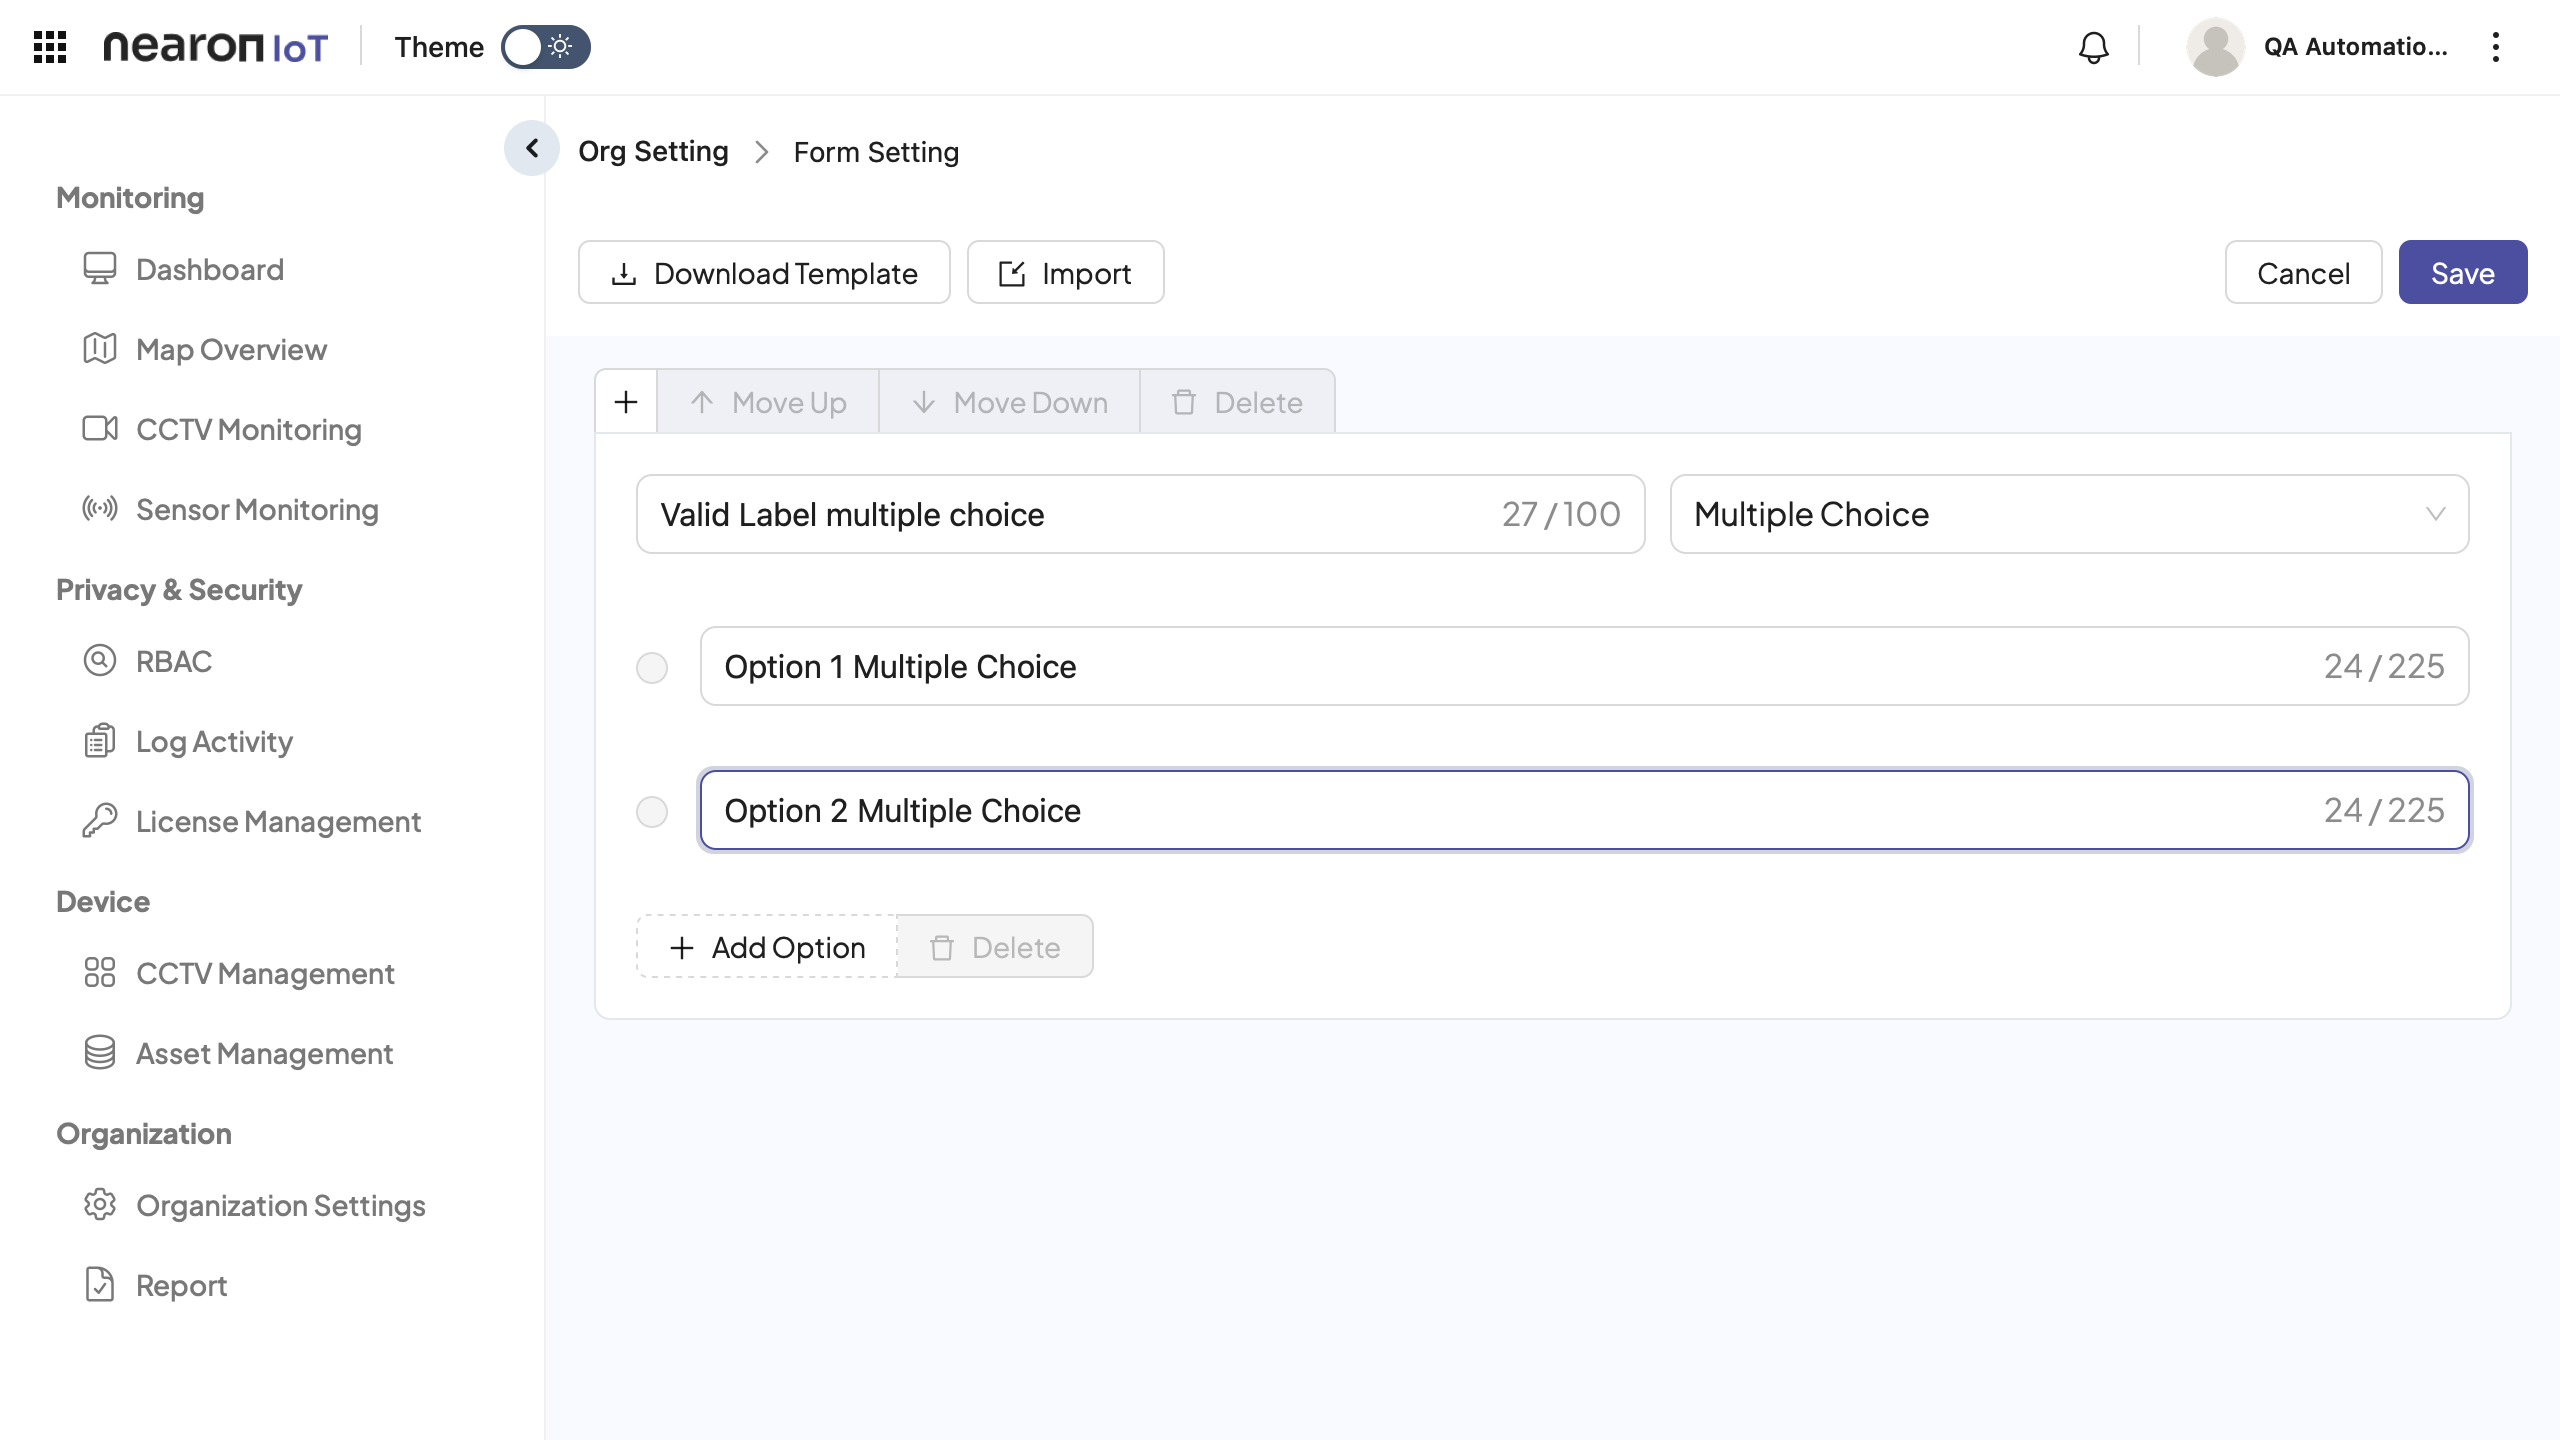 nearon IoT
Theme
QA Automatio...
Org Setting
Form Setting
Monitoring
Dashboard
Map Overview
CCTV Monitoring
Sensor Monitoring
Privacy & Security
RBAC
Log Activity
License Management
Device
CCTV Management
Asset Management
Organization
Organization Settings
Report
Download Template
Import
Cancel
Save
Move Up
Move Down
Delete
Valid Label multiple choice
27 / 100
Multiple Choice
Option 1 Multiple Choice
24 / 225
Option 2 Multiple Choice
24 / 225
Add Option
Delete